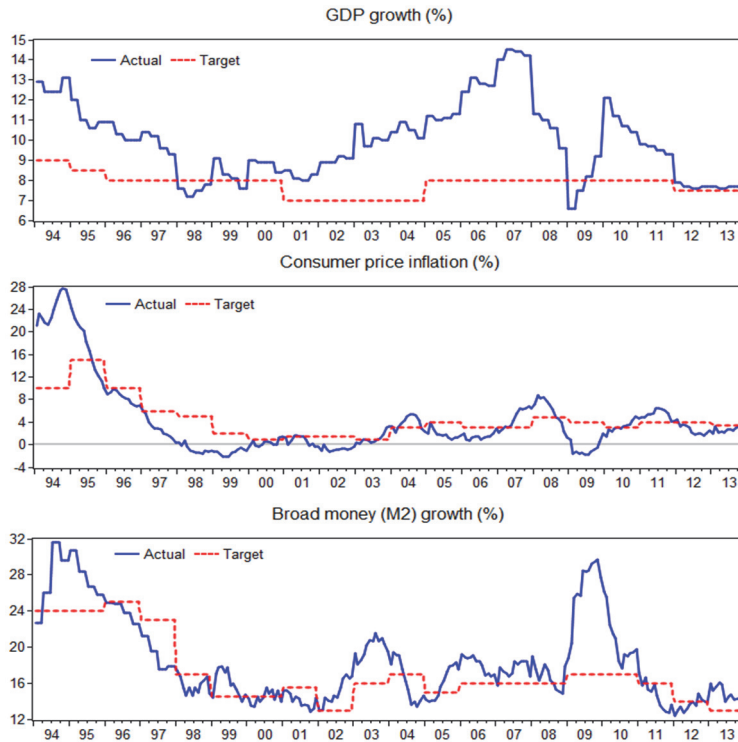 GDP growth (%)
15
14
13
12
11
10
9
8
7
6
Actual Target
94 95 96 97 98 99 00 01 02 03 04 05 06 07 08 09 10 11 12 13
Consumer price inflation (%)
28
24
20
16
12
8
4
0
-4
Actual Target
94 95 96 97 98 99 00 01 02 03 04 05 06 07 08 09 10 11 12 13
Broad money (M2) growth (%)
32
28
24
20
16
12
Actual Target
94 95 96 97 98 99 00 01 02 03 04 05 06 07 08 09 10 11 12 13